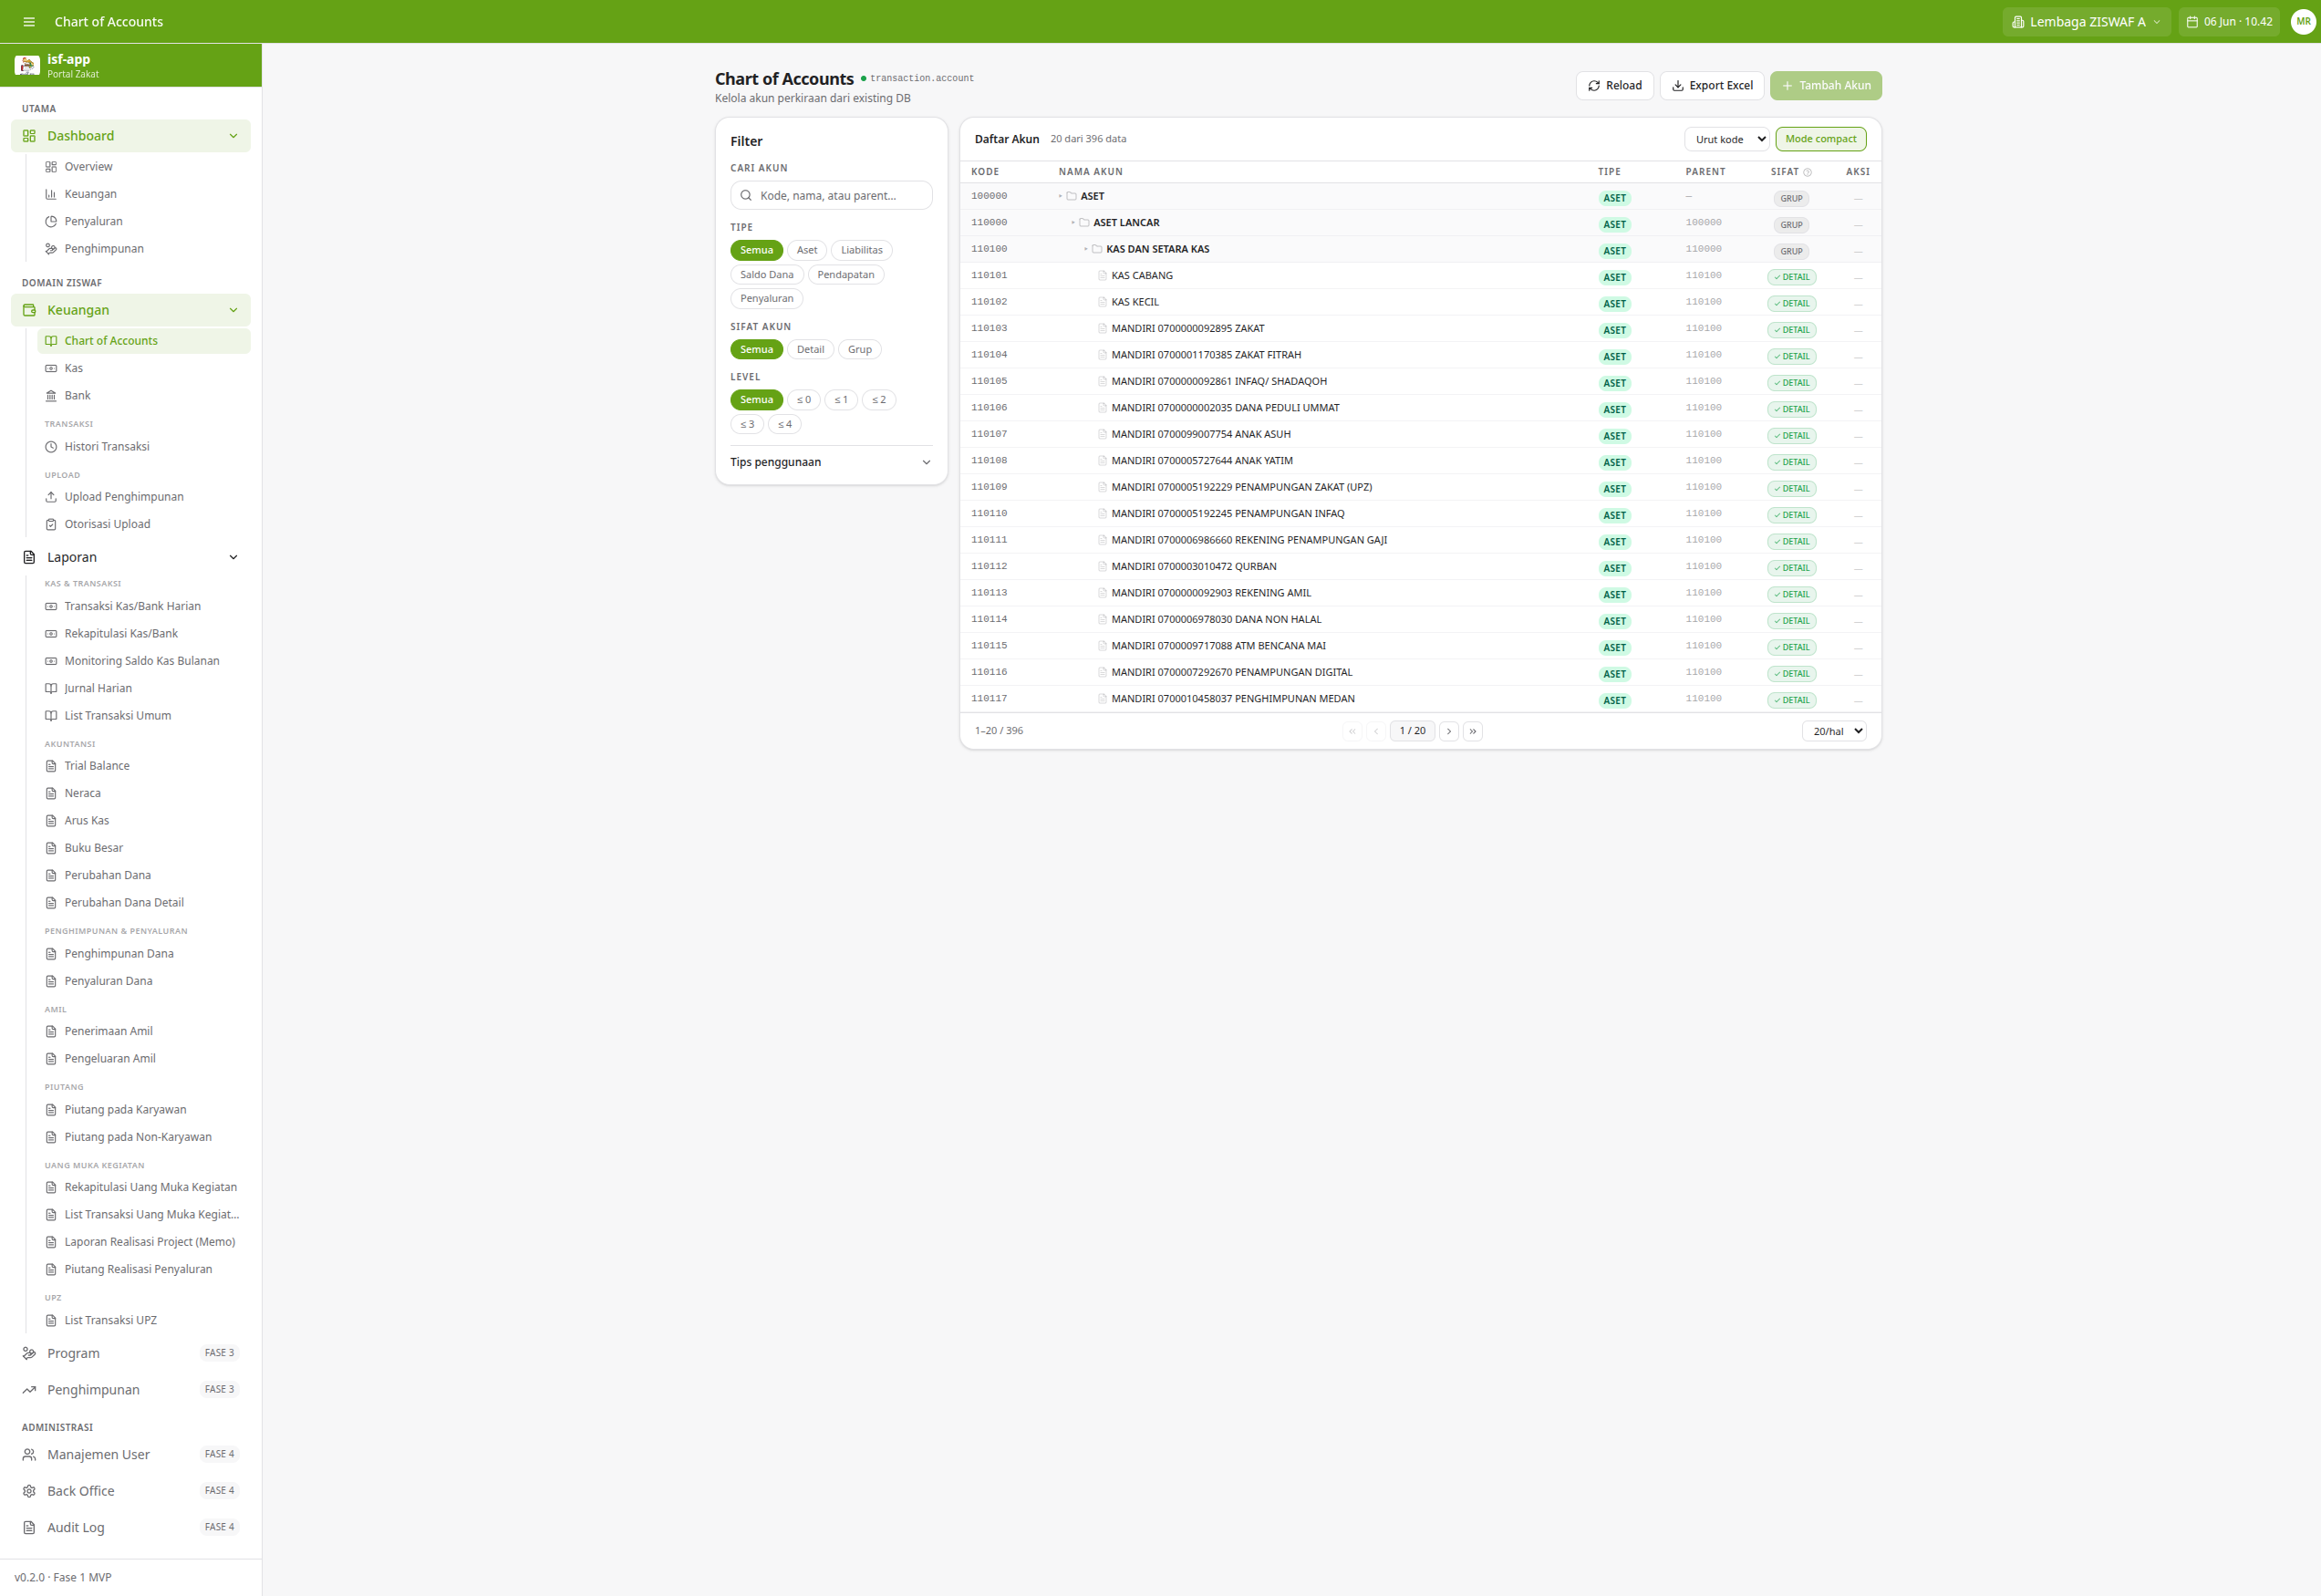 Chart of Accounts
Lembaga ZISWAF A
06 Jun · 10.42
MR
isf-app
Portal Zakat
UTAMA
Dashboard
Overview
Keuangan
Penyaluran
Penghimpunan
DOMAIN ZISWAF
Keuangan
Chart of Accounts
Kas
Bank
TRANSAKSI
Histori Transaksi
UPLOAD
Upload Penghimpunan
Otorisasi Upload
Laporan
KAS & TRANSAKSI
Transaksi Kas/Bank Harian
Rekapitulasi Kas/Bank
Monitoring Saldo Kas Bulanan
Jurnal Harian
List Transaksi Umum
AKUNTANSI
Trial Balance
Neraca
Arus Kas
Buku Besar
Perubahan Dana
Perubahan Dana Detail
PENGHIMPUNAN & PENYALURAN
Penghimpunan Dana
Penyaluran Dana
AMIL
Penerimaan Amil
Pengeluaran Amil
PIUTANG
Piutang pada Karyawan
Piutang pada Non-Karyawan
UANG MUKA KEGIATAN
Rekapitulasi Uang Muka Kegiatan
List Transaksi Uang Muka Kegiat...
Laporan Realisasi Project (Memo)
Piutang Realisasi Penyaluran
UPZ
List Transaksi UPZ
Program FASE 3
Penghimpunan FASE 3
ADMINISTRASI
Manajemen User FASE 4
Back Office FASE 4
Audit Log FASE 4
v0.2.0 · Fase 1 MVP
Chart of Accounts transaction.account
Kelola akun perkiraan dari existing DB
Reload Export Excel + Tambah Akun
Filter
CARI AKUN
Kode, nama, atau parent...
TIPE
Semua Aset Liabilitas
Saldo Dana Pendapatan
Penyaluran
SIFAT AKUN
Semua Detail Grup
LEVEL
Semua ≤ 0 ≤ 1 ≤ 2
≤ 3 ≤ 4
Tips penggunaan
Daftar Akun 20 dari 396 data Urut kode Mode compact
KODE NAMA AKUN TIPE PARENT SIFAT AKSI
100000 ASET ASET — GRUP —
110000 ASET LANCAR ASET 100000 GRUP —
110100 KAS DAN SETARA KAS ASET 110000 GRUP —
110101 KAS CABANG ASET 110100 ✓ DETAIL —
110102 KAS KECIL ASET 110100 ✓ DETAIL —
110103 MANDIRI 0700000092895 ZAKAT ASET 110100 ✓ DETAIL —
110104 MANDIRI 0700001170385 ZAKAT FITRAH ASET 110100 ✓ DETAIL —
110105 MANDIRI 0700000092861 INFAQ/ SHADAQOH ASET 110100 ✓ DETAIL —
110106 MANDIRI 0700000002035 DANA PEDULI UMMAT ASET 110100 ✓ DETAIL —
110107 MANDIRI 0700099007754 ANAK ASUH ASET 110100 ✓ DETAIL —
110108 MANDIRI 0700005727644 ANAK YATIM ASET 110100 ✓ DETAIL —
110109 MANDIRI 0700005192229 PENAMPUNGAN ZAKAT (UPZ) ASET 110100 ✓ DETAIL —
110110 MANDIRI 0700005192245 PENAMPUNGAN INFAQ ASET 110100 ✓ DETAIL —
110111 MANDIRI 0700006986660 REKENING PENAMPUNGAN GAJI ASET 110100 ✓ DETAIL —
110112 MANDIRI 0700003010472 QURBAN ASET 110100 ✓ DETAIL —
110113 MANDIRI 0700000092903 REKENING AMIL ASET 110100 ✓ DETAIL —
110114 MANDIRI 0700006978030 DANA NON HALAL ASET 110100 ✓ DETAIL —
110115 MANDIRI 0700009717088 ATM BENCANA MAI ASET 110100 ✓ DETAIL —
110116 MANDIRI 0700007292670 PENAMPUNGAN DIGITAL ASET 110100 ✓ DETAIL —
110117 MANDIRI 0700010458037 PENGHIMPUNAN MEDAN ASET 110100 ✓ DETAIL —
1–20 / 396 « ‹ 1 / 20 › » 20/hal